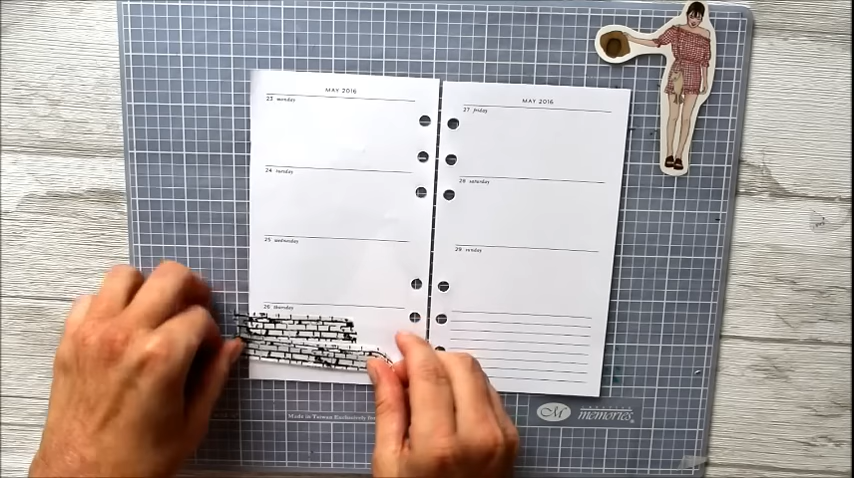 MAY 2016
23 monday
24 tuesday
25 wednesday
26 thursday
MAY 2016
27 friday
28 saturday
29 sunday
Made in Taiwan Exclusively for
CM
memories